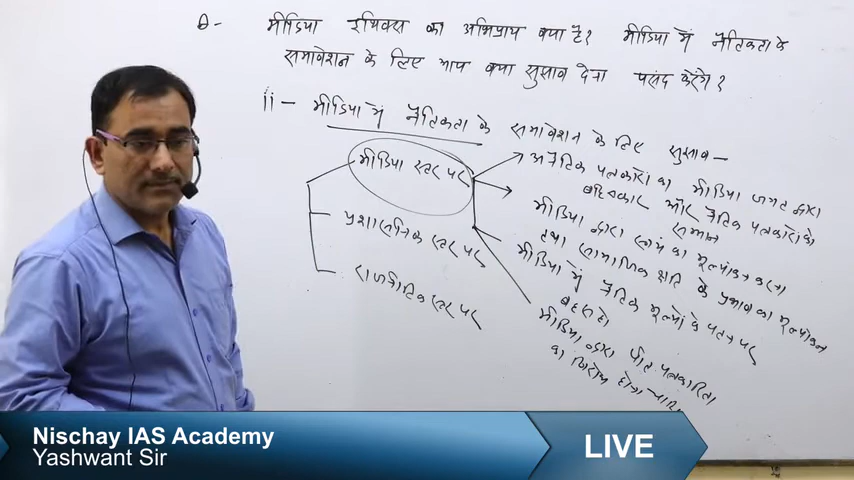 Q- मीडिया इथिक्स का अभिप्राय क्या है? मीडिया में नैतिकता के
समावेशन के लिए आप क्या सुझाव देना पसंद करेंगे?
ii - मीडिया में नैतिकता के समावेशन के लिए सुझाव -
मीडिया स्तर पर
प्रशासनिक स्तर पर
राजनीतिक स्तर पर
अनैतिक पत्रकारों का मीडिया जगत द्वारा
बहिष्कार और नैतिक पत्रकारों को
सम्मान
मीडिया द्वारा स्वयं का मूल्यांकन करना
तथा सामाजिक क्षति के प्रभाव का मूल्यांकन
मीडिया में नैतिक मूल्यों के पतन पर
बहस हो।
मीडिया द्वारा पीत पत्रकारिता
का विरोध होना
Nischay IAS Academy
Yashwant Sir
LIVE